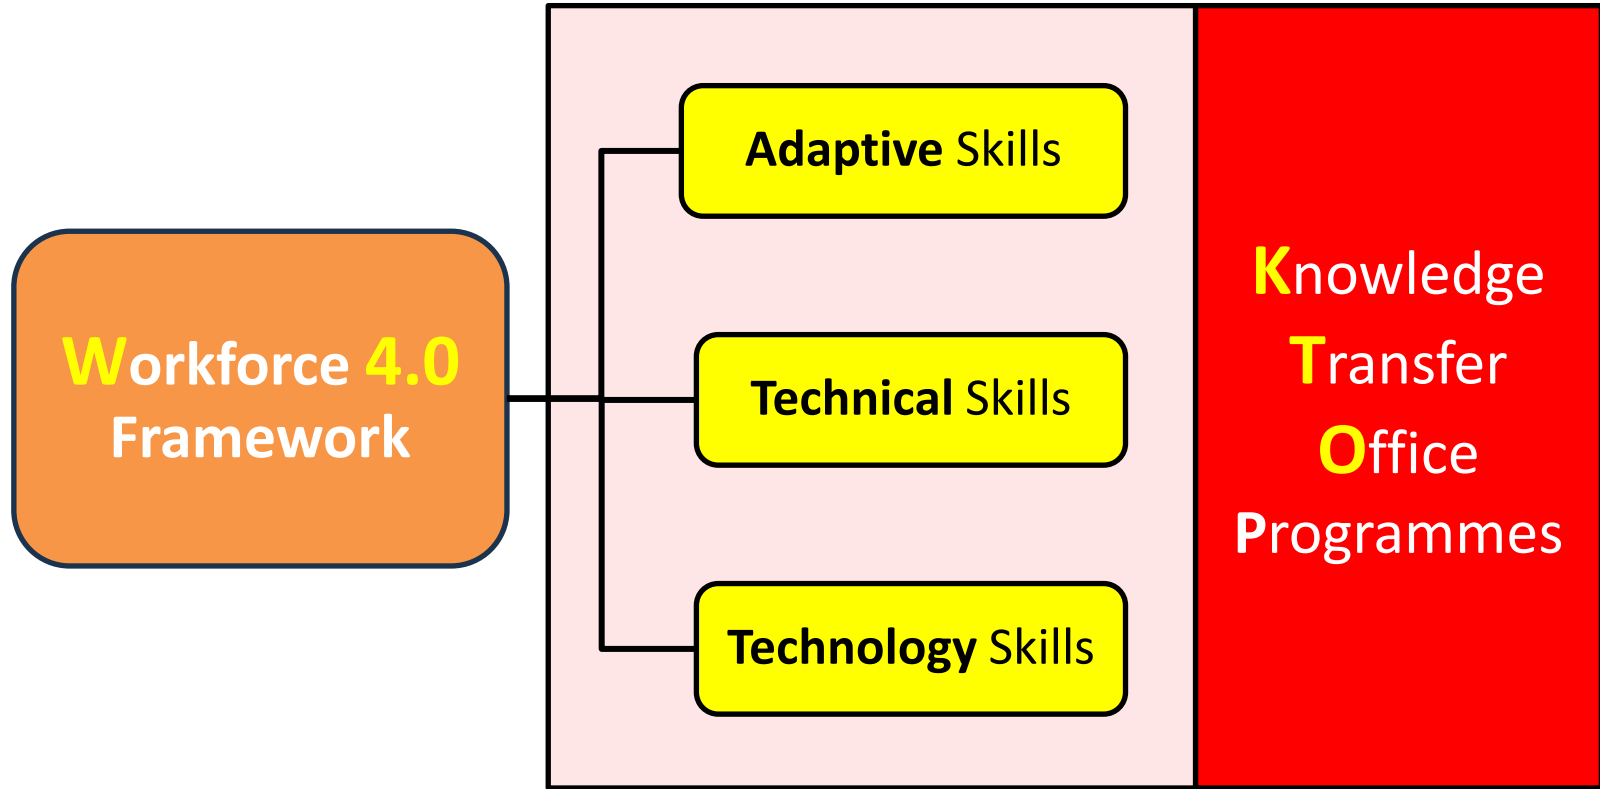 Workforce 4.0
Framework
Adaptive Skills
Technical Skills
Technology Skills
Knowledge
Transfer
Office
Programmes